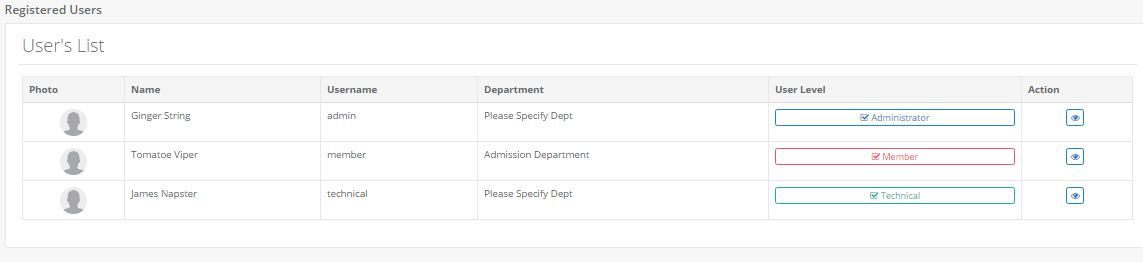 Registered Users
User's List
Photo Name Username Department User Level Action
Ginger String admin Please Specify Dept Administrator
Tomatoe Viper member Admission Department Member
James Napster technical Please Specify Dept Technical